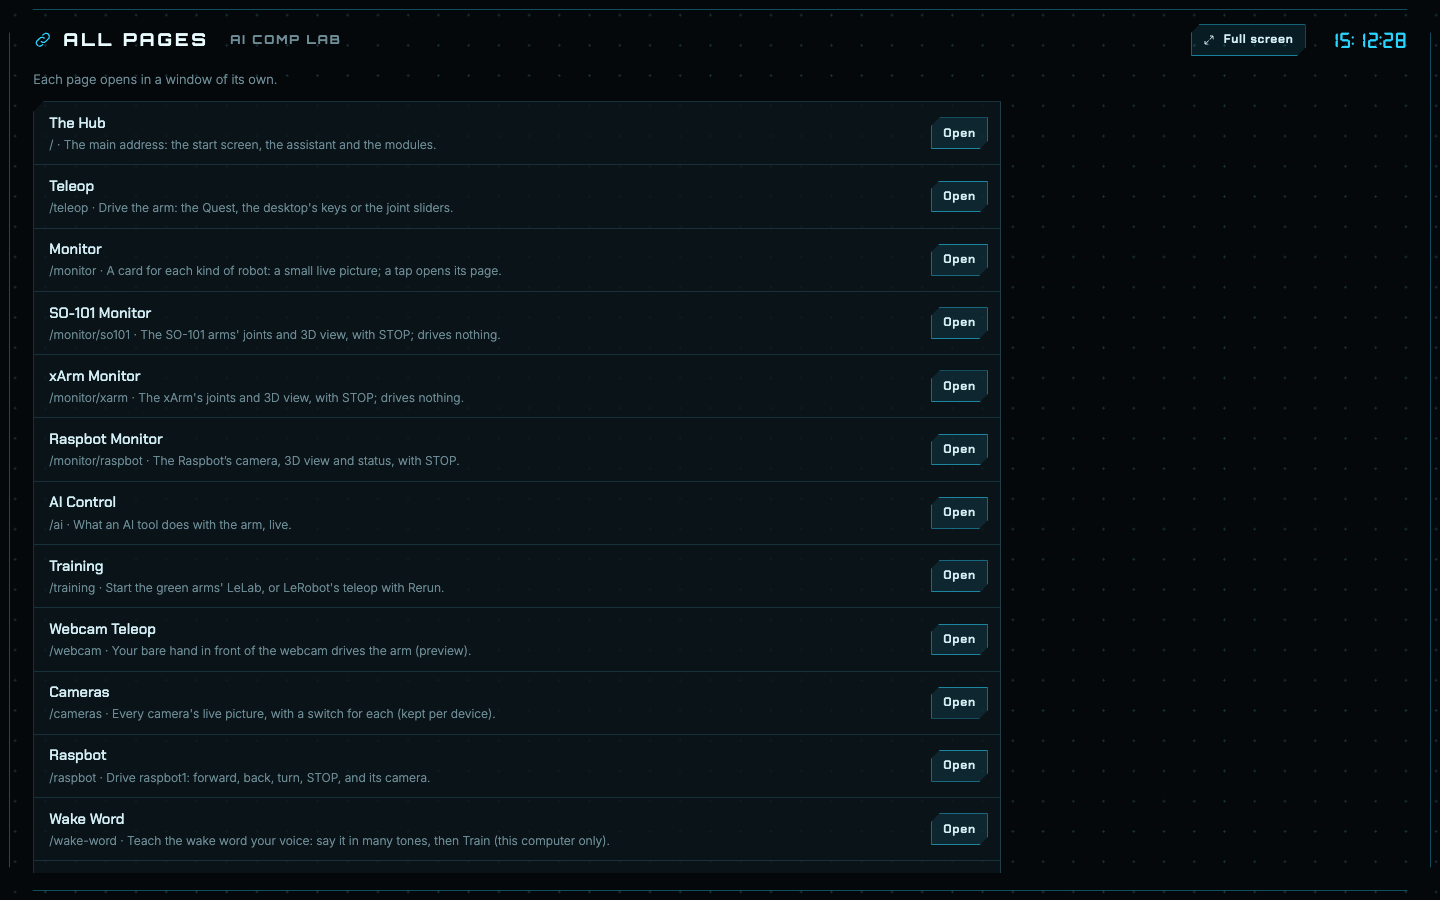 ALL PAGES AI COMP LAB Full screen 15:12:28
Each page opens in a window of its own.
The Hub
/ · The main address: the start screen, the assistant and the modules.
Open
Teleop
/teleop · Drive the arm: the Quest, the desktop's keys or the joint sliders.
Open
Monitor
/monitor · A card for each kind of robot: a small live picture; a tap opens its page.
Open
SO-101 Monitor
/monitor/so101 · The SO-101 arms' joints and 3D view, with STOP; drives nothing.
Open
xArm Monitor
/monitor/xarm · The xArm's joints and 3D view, with STOP; drives nothing.
Open
Raspbot Monitor
/monitor/raspbot · The Raspbot's camera, 3D view and status, with STOP.
Open
AI Control
/ai · What an AI tool does with the arm, live.
Open
Training
/training · Start the green arms' LeLab, or LeRobot's teleop with Rerun.
Open
Webcam Teleop
/webcam · Your bare hand in front of the webcam drives the arm (preview).
Open
Cameras
/cameras · Every camera's live picture, with a switch for each (kept per device).
Open
Raspbot
/raspbot · Drive raspbot1: forward, back, turn, STOP, and its camera.
Open
Wake Word
/wake-word · Teach the wake word your voice: say it in many tones, then Train (this computer only).
Open